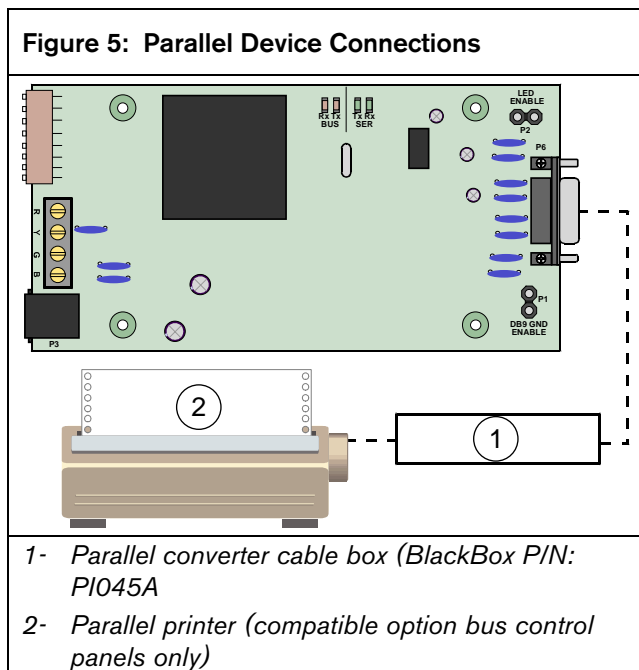 Figure 5: Parallel Device Connections
LED
ENABLE
P2
Rx Tx
BUS
Tx Rx
SER
P6
R
Y
G
B
P3
P1
DB9 GND
ENABLE
2
1
1- Parallel converter cable box (BlackBox P/N:
PI045A
2- Parallel printer (compatible option bus control
panels only)